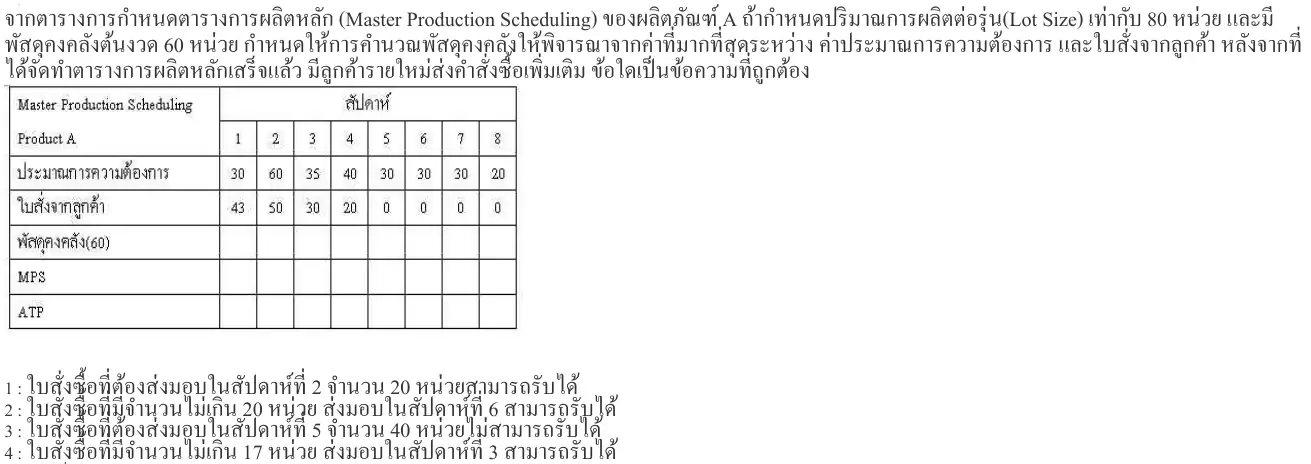 จากตารางการกำหนดตารางการผลิตหลัก (Master Production Scheduling) ของผลิตภัณฑ์ A ถ้ากำหนดปริมาณการผลิตต่อรุ่น(Lot Size) เท่ากับ 80 หน่วย และมี
พัสดุคงคลังต้นงวด 60 หน่วย กำหนดให้การคำนวณพัสดุคงคลังให้พิจารณาจากค่าที่มากที่สุดระหว่าง ค่าประมาณการความต้องการ และใบสั่งจากลูกค้า หลังจากที่
ได้จัดทำตารางการผลิตหลักเสร็จแล้ว มีลูกค้ารายใหม่ส่งคำสั่งซื้อเพิ่มเติม ข้อใดเป็นข้อความที่ถูกต้อง
Master Production Scheduling สัปดาห์
Product A 1 2 3 4 5 6 7 8
ประมาณการความต้องการ 30 60 35 40 30 30 30 20
ใบสั่งจากลูกค้า 43 50 30 20 0 0 0 0
พัสดุคงคลัง(60)
MPS
ATP
1 : ใบสั่งซื้อที่ต้องส่งมอบในสัปดาห์ที่ 2 จำนวน 20 หน่วยสามารถรับได้
2 : ใบสั่งซื้อที่มีจำนวนไม่เกิน 20 หน่วย ส่งมอบในสัปดาห์ที่ 6 สามารถรับได้
3 : ใบสั่งซื้อที่ต้องส่งมอบในสัปดาห์ที่ 5 จำนวน 40 หน่วยไม่สามารถรับได้
4 : ใบสั่งซื้อที่มีจำนวนไม่เกิน 17 หน่วย ส่งมอบในสัปดาห์ที่ 3 สามารถรับได้